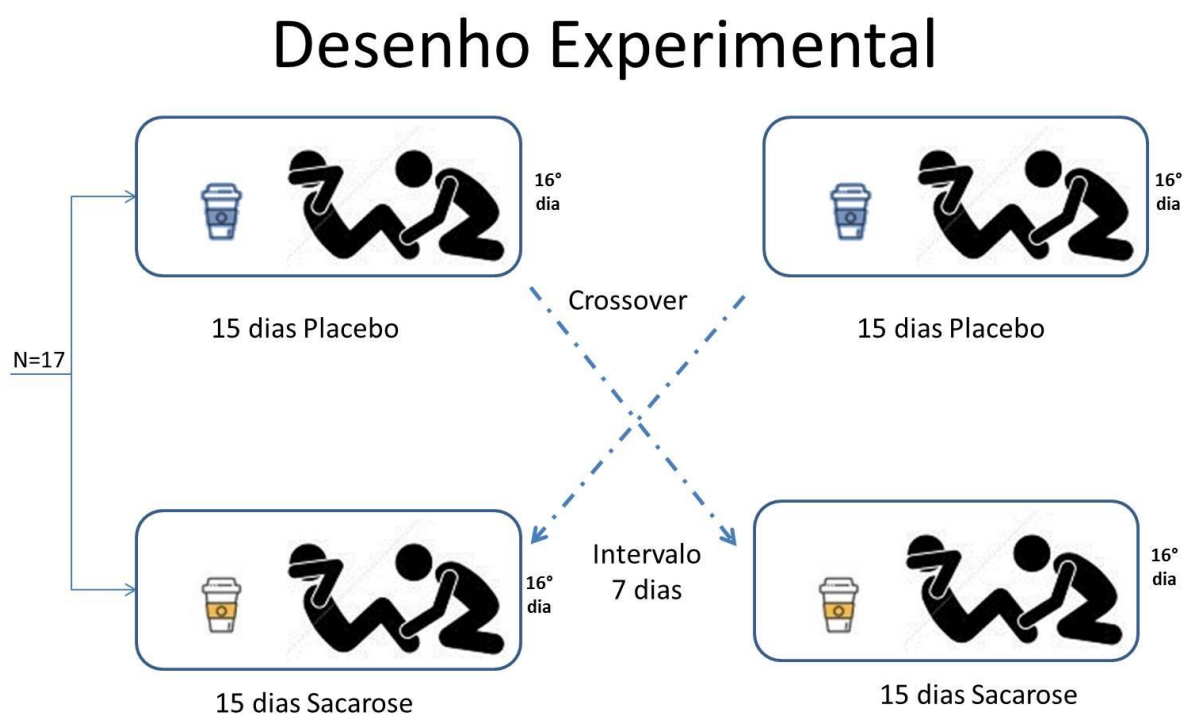 Desenho Experimental
16°
dia
16°
dia
15 dias Placebo
Crossover
15 dias Placebo
N=17
16°
dia
Intervalo
7 dias
16°
dia
15 dias Sacarose
15 dias Sacarose